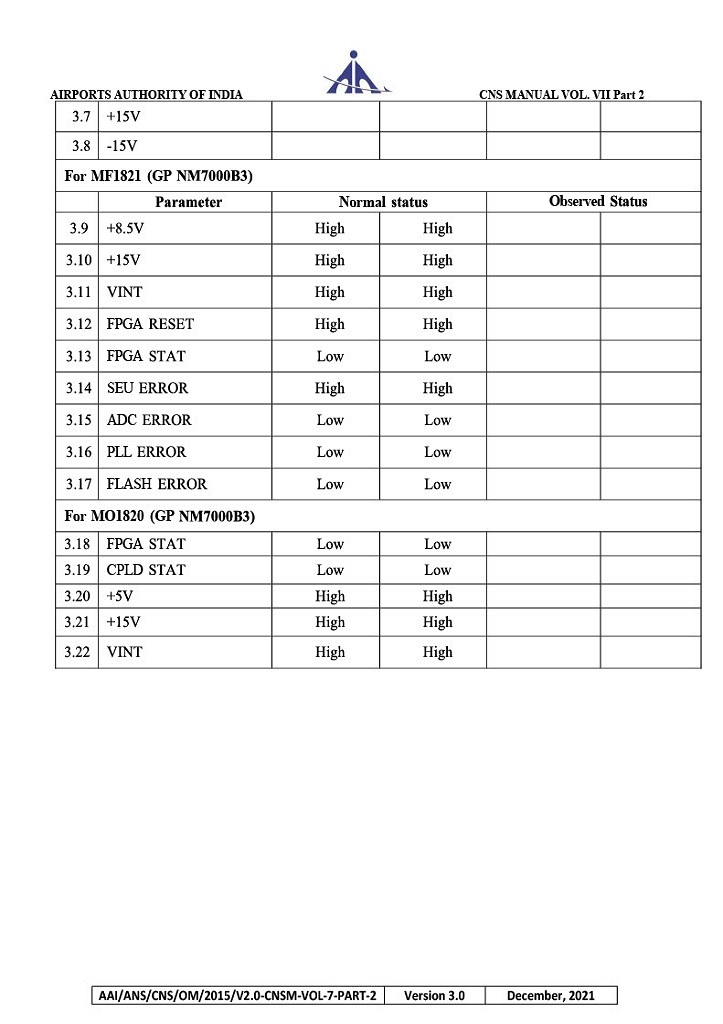 AIRPORTS AUTHORITY OF INDIA CNS MANUAL VOL. VII Part 2
3.7 +15V
3.8 -15V
For MF1821 (GP NM7000B3)
Parameter Normal status Observed Status
3.9 +8.5V High High
3.10 +15V High High
3.11 VINT High High
3.12 FPGA RESET High High
3.13 FPGA STAT Low Low
3.14 SEU ERROR High High
3.15 ADC ERROR Low Low
3.16 PLL ERROR Low Low
3.17 FLASH ERROR Low Low
For MO1820 (GP NM7000B3)
3.18 FPGA STAT Low Low
3.19 CPLD STAT Low Low
3.20 +5V High High
3.21 +15V High High
3.22 VINT High High
AAI/ANS/CNS/OM/2015/V2.0-CNSM-VOL-7-PART-2 Version 3.0 December, 2021